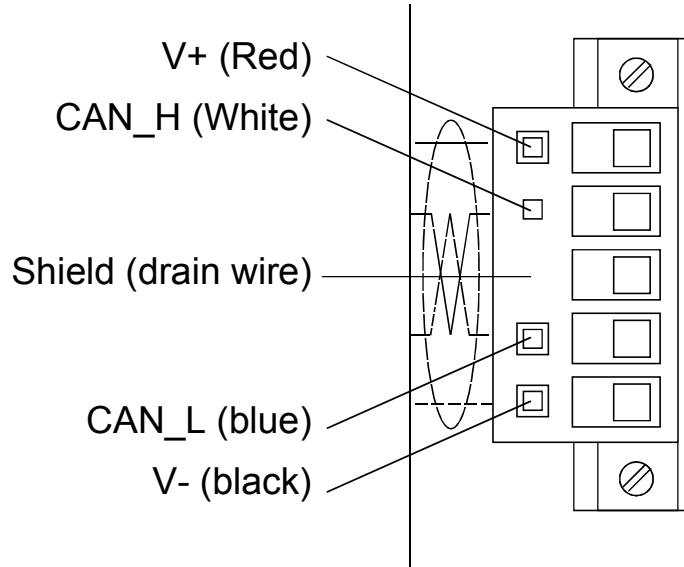 V+ (Red)
CAN_H (White)
Shield (drain wire)
CAN_L (blue)
V- (black)